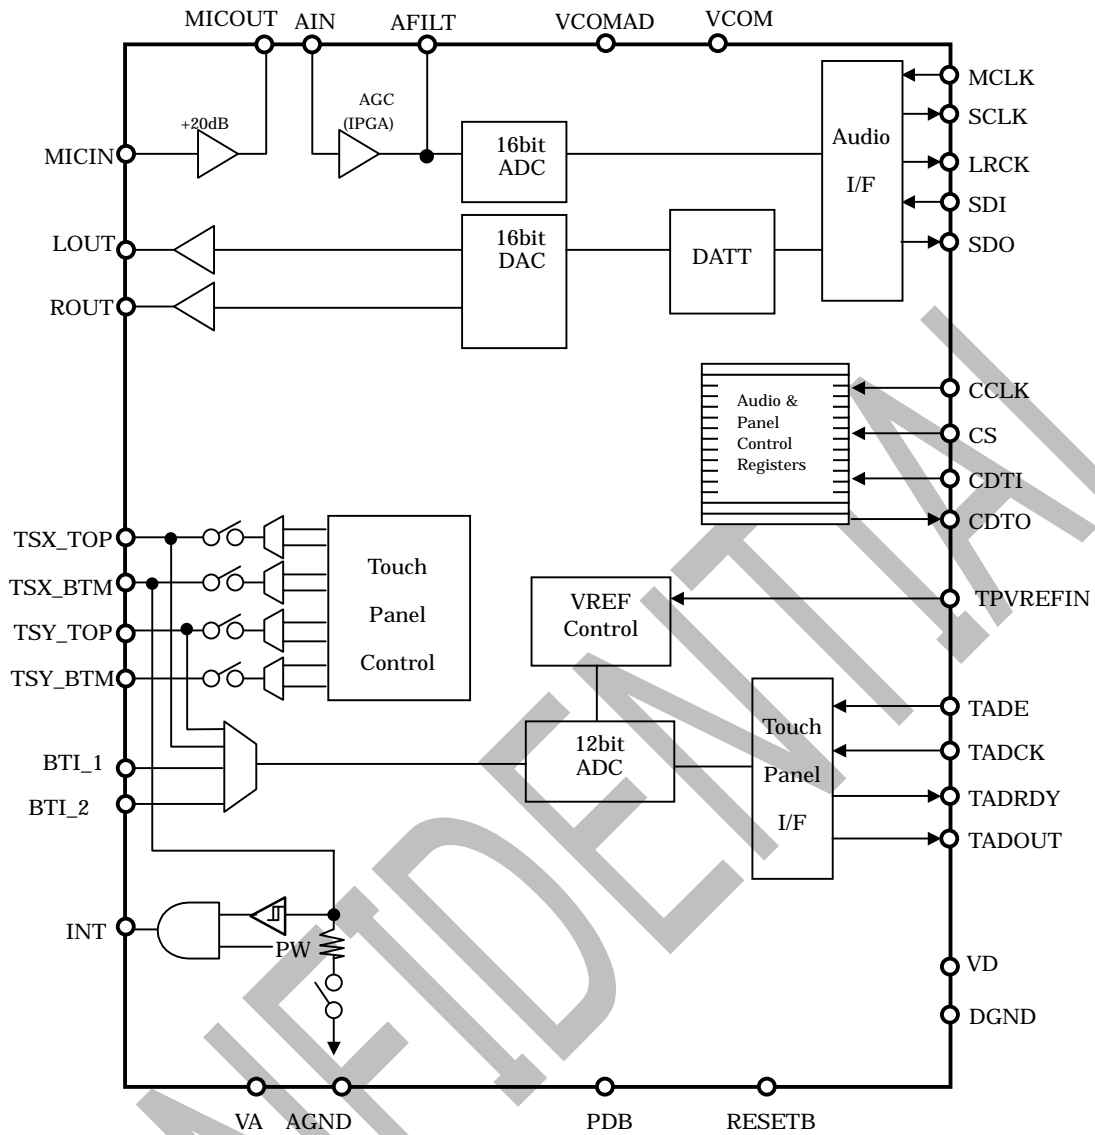 MICOUT AIN AFILT VCOMAD VCOM
MCLK
AGC
(IPGA)
+20dB
SCLK
16bit
ADC
Audio
I/F
MICIN
LRCK
SDI
LOUT
16bit
DAC
DATT
SDO
ROUT
CCLK
Audio &
Panel
Control
Registers
CS
CDTI
CDTO
TSX_TOP
TSX_BTM
TSY_TOP
TSY_BTM
Touch
Panel
Control
VREF
Control
TPVREFIN
TADE
Touch
Panel
I/F
12bit
ADC
TADCK
BTI_1
TADRDY
BTI_2
TADOUT
INT
PW
VD
DGND
VA AGND PDB RESETB
NFIDENTIAL